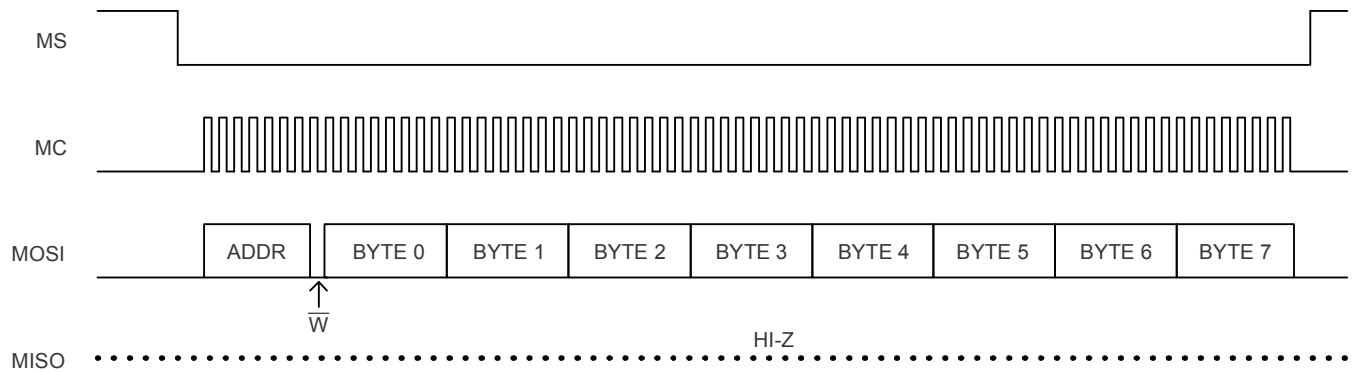 MS
MC
MOSI ADDR BYTE 0 BYTE 1 BYTE 2 BYTE 3 BYTE 4 BYTE 5 BYTE 6 BYTE 7
W̅
HI-Z
MISO